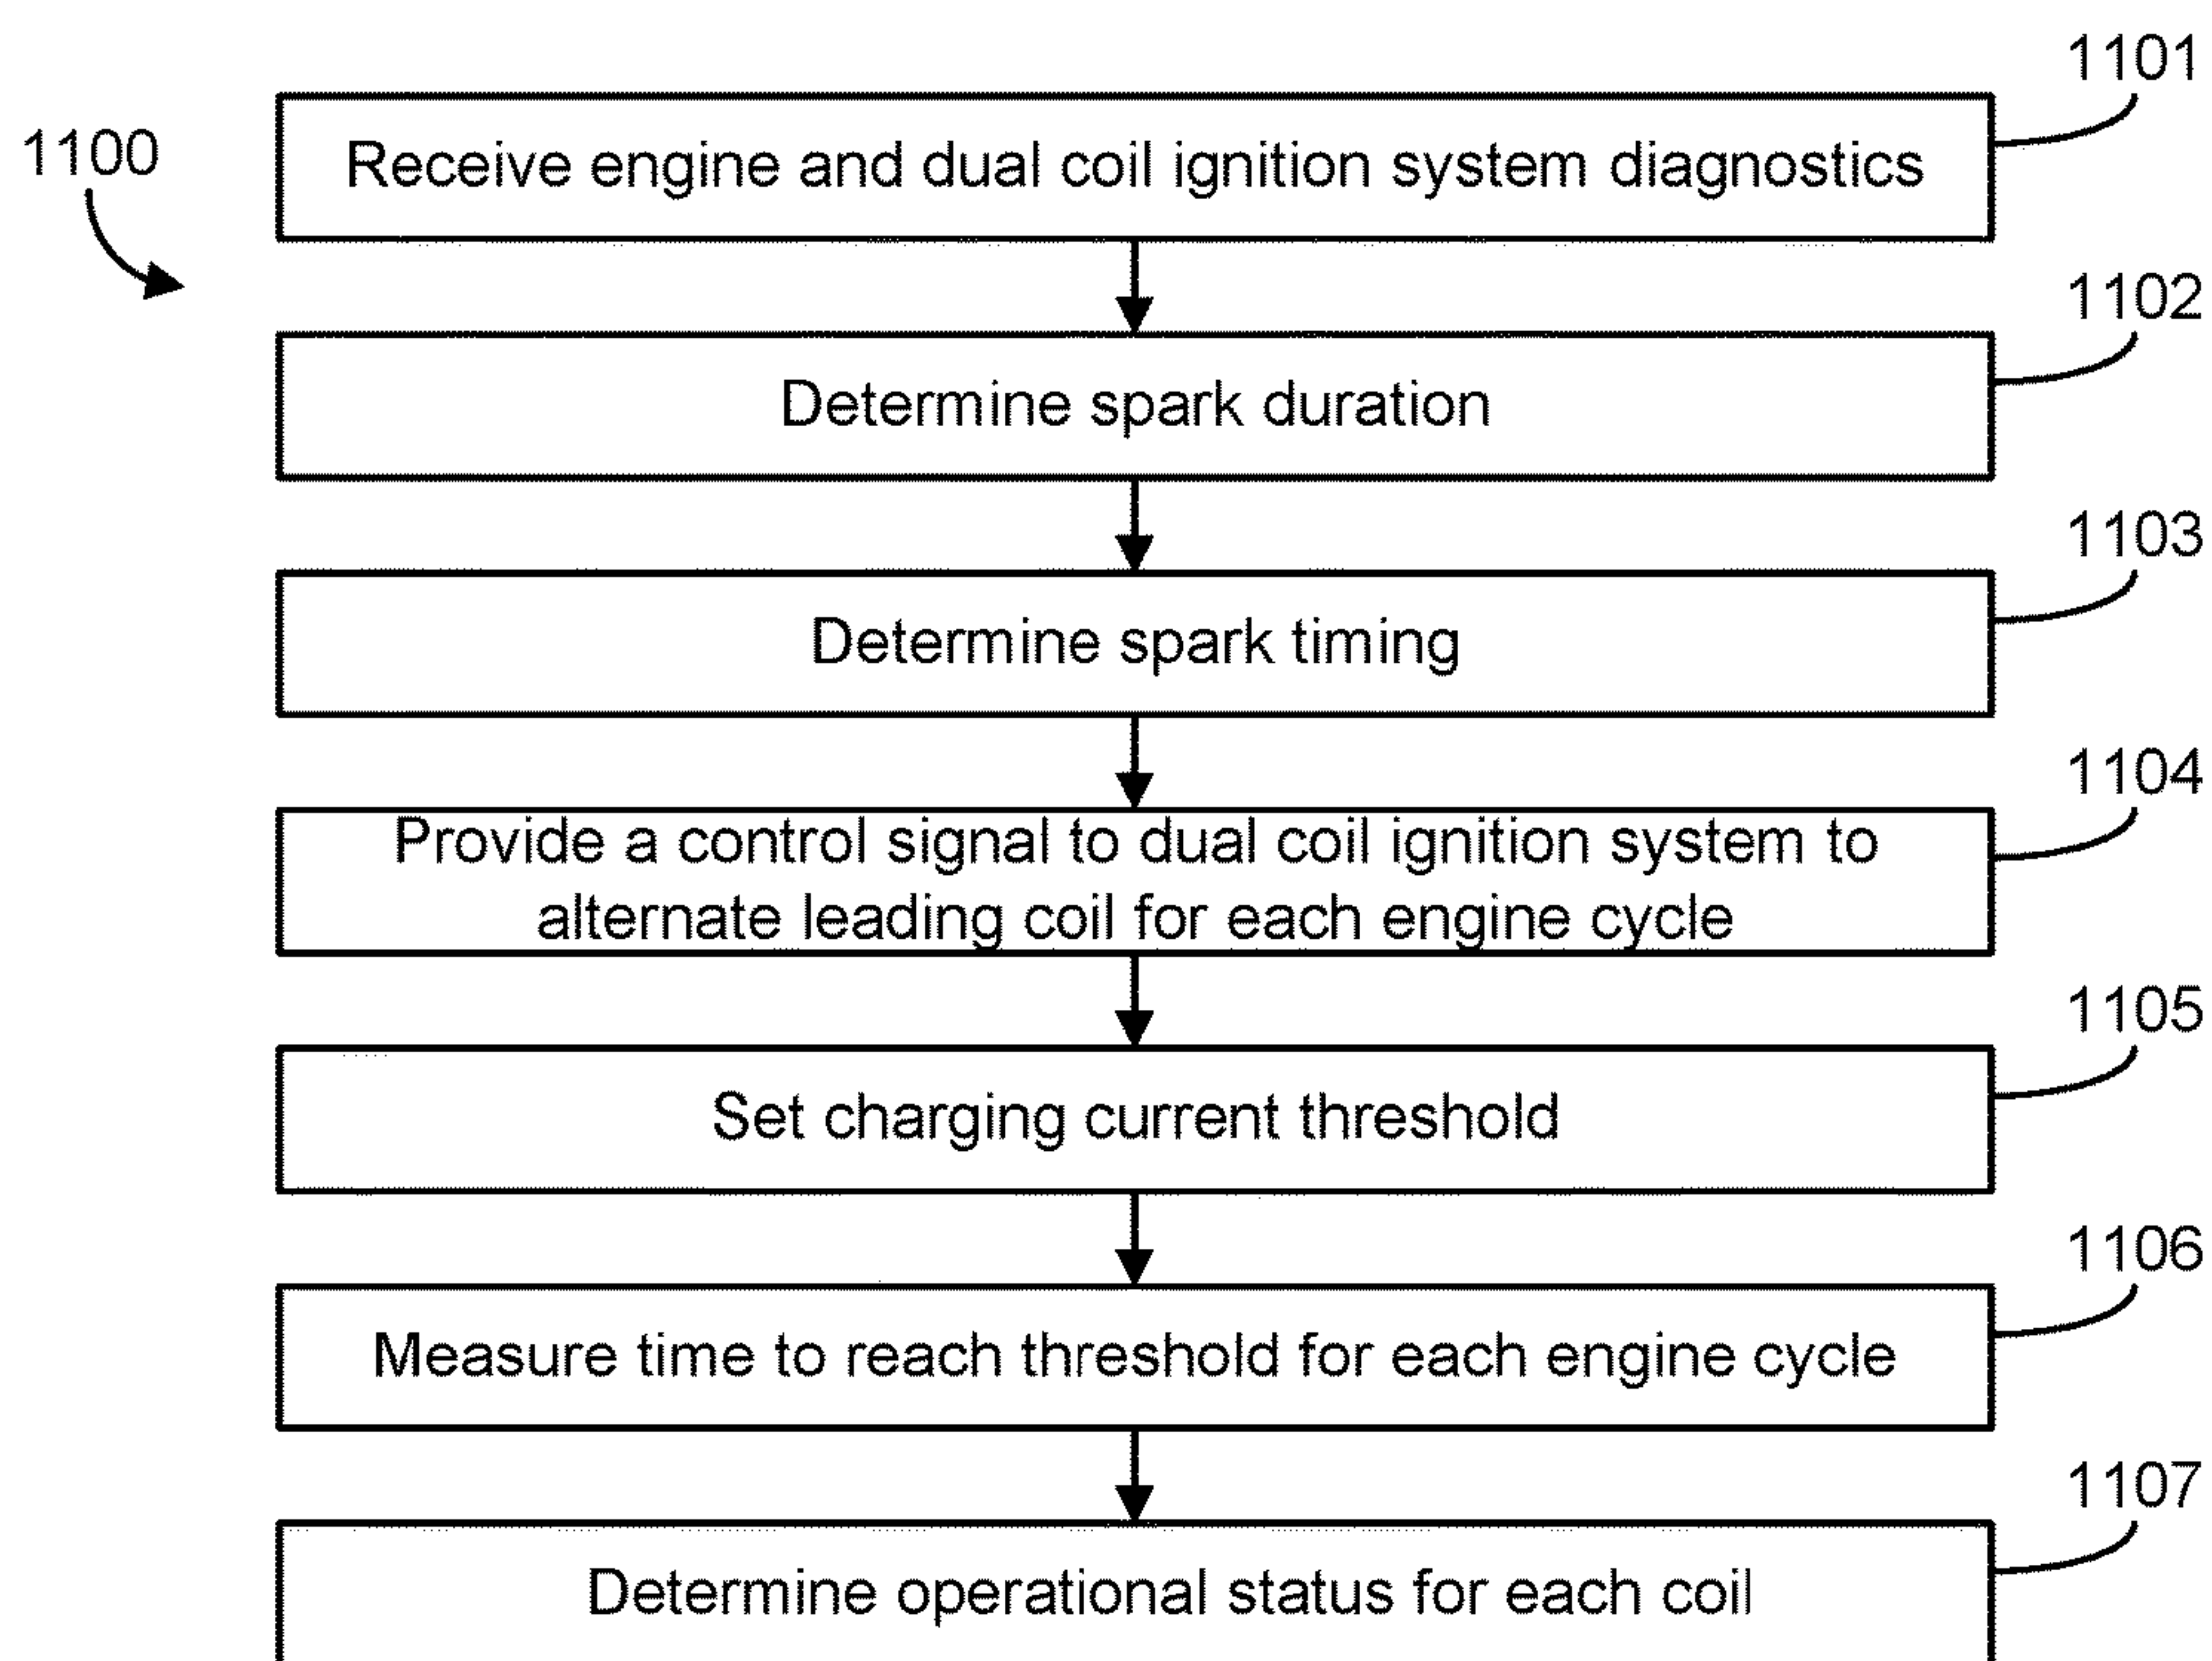 1101
1100
Receive engine and dual coil ignition system diagnostics
1102
Determine spark duration
1103
Determine spark timing
1104
Provide a control signal to dual coil ignition system to
alternate leading coil for each engine cycle
1105
Set charging current threshold
1106
Measure time to reach threshold for each engine cycle
1107
Determine operational status for each coil